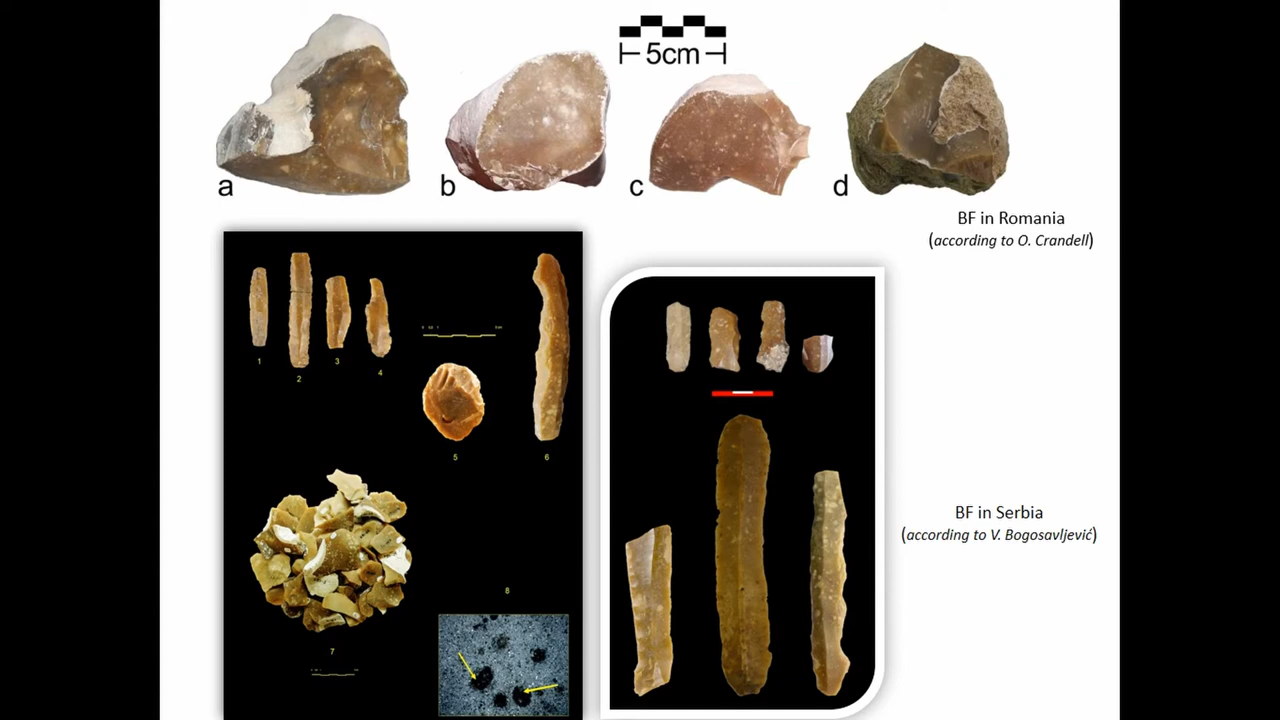 5cm
a
b
c
d
BF in Romania
(according to O. Crandell)
1
2
3
4
5
6
7
8
BF in Serbia
(according to V. Bogosavljević)